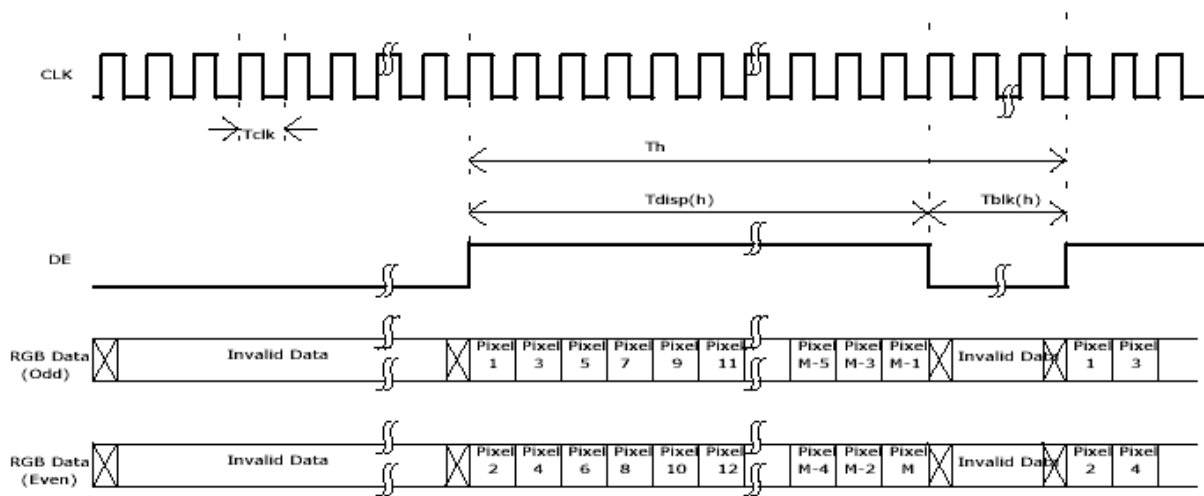 CLK
Tclk
Th
Tdisp(h)
Tblk(h)
DE
RGB Data
(Odd)
Invalid Data
Pixel 1
Pixel 3
Pixel 5
Pixel 7
Pixel 9
Pixel 11
Pixel M-5
Pixel M-3
Pixel M-1
Invalid Data
Pixel 1
Pixel 3
RGB Data
(Even)
Invalid Data
Pixel 2
Pixel 4
Pixel 6
Pixel 8
Pixel 10
Pixel 12
Pixel M-4
Pixel M-2
Pixel M
Invalid Data
Pixel 2
Pixel 4